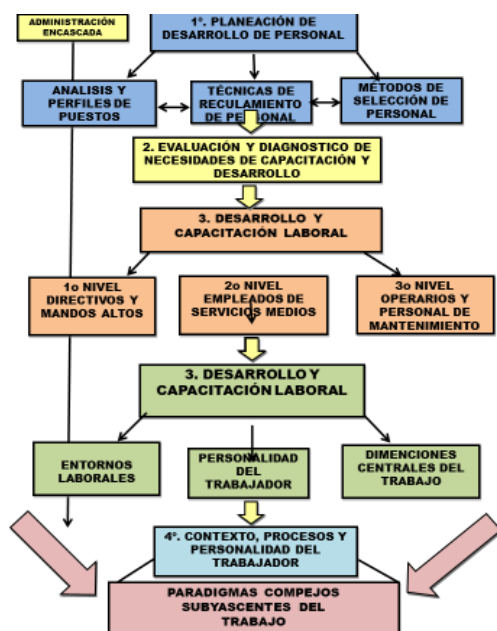 ADMINISTRACIÓN
ENCASCADA
1°. PLANEACIÓN DE
DESARROLLO DE PERSONAL
ANALISIS Y
PERFILES DE
PUESTOS
TÉCNICAS DE
RECULAMIENTO
DE PERSONAL
MÉTODOS DE
SELECCIÓN DE
PERSONAL
2. EVALUACIÓN Y DIAGNOSTICO DE
NECESIDADES DE CAPACITACIÓN Y
DESARROLLO
3. DESARROLLO Y
CAPACITACIÓN LABORAL
1o NIVEL
DIRECTIVOS Y
MANDOS ALTOS
2o NIVEL
EMPLEADOS DE
SERVICIOS MEDIOS
3o NIVEL
OPERARIOS Y
PERSONAL DE
MANTENIMIENTO
3. DESARROLLO Y
CAPACITACIÓN LABORAL
ENTORNOS
LABORALES
PERSONALIDAD
DEL
TRABAJADOR
DIMENCIONES
CENTRALES DEL
TRABAJO
4°. CONTEXTO, PROCESOS Y
PERSONALIDAD DEL
TRABAJADOR
PARADIGMAS COMPEJOS
SUBYASCENTES DEL
TRABAJO